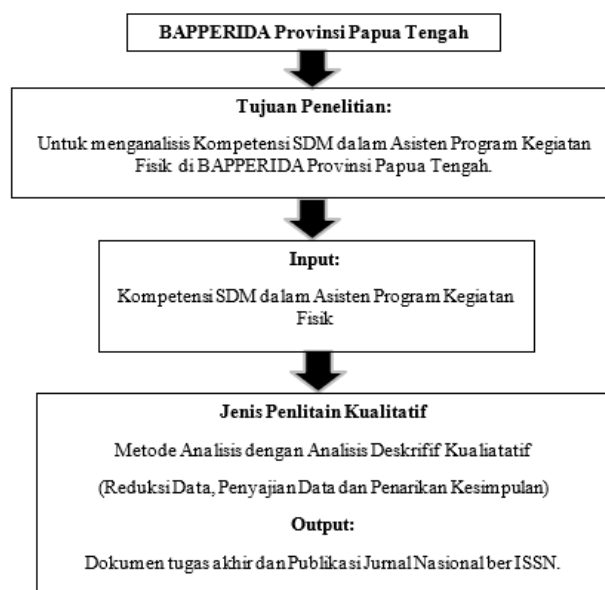 BAPPERIDA Provinsi Papua Tengah
Tujuan Penelitian:
Untuk menganalisis Kompetensi SDM dalam Asisten Program Kegiatan
Fisik di BAPPERIDA Provinsi Papua Tengah.
Input:
Kompetensi SDM dalam Asisten Program Kegiatan
Fisik
Jenis Penlitain Kualitatif
Metode Analisis dengan Analisis Deskrifif Kualiatatif
(Reduksi Data, Penyajian Data dan Penarikan Kesimpulan)
Output:
Dokumen tugas akhir dan Publikasi Jurnal Nasional ber ISSN.